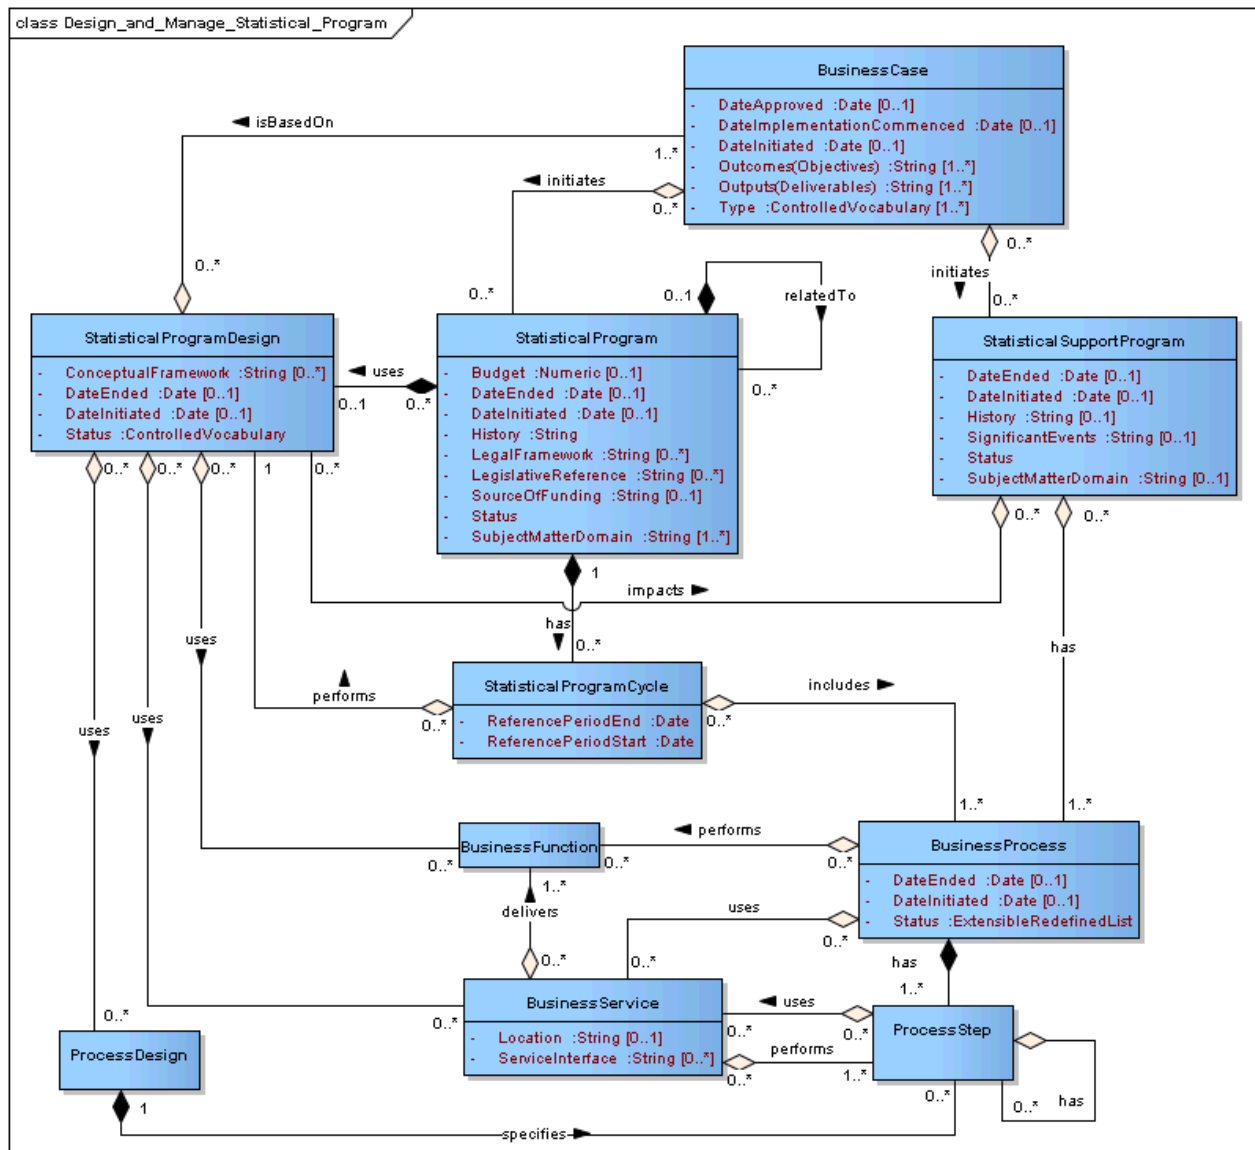 class Design_and_Manage_Statistical_Program
BusinessCase
- DateApproved :Date [0..1]
- DateImplementationCommenced :Date [0..1]
- DateInitiated :Date [0..1]
- Outcomes(Objectives) :String [1..*]
- Outputs(Deliverables) :String [1..*]
- Type :ControlledVocabulary [1..*]
isBasedOn
1..*
0..*
initiates
0..*
0..*
0..*
initiates
0..*
relatedTo
0..1
0..*
StatisticalProgramDesign
- ConceptualFramework :String [0..*]
- DateEnded :Date [0..1]
- DateInitiated :Date [0..1]
- Status :ControlledVocabulary
uses
0..1
0..*
StatisticalProgram
- Budget :Numeric [0..1]
- DateEnded :Date [0..1]
- DateInitiated :Date [0..1]
- History :String
- LegalFramework :String [0..*]
- LegislativeReference :String [0..*]
- SourceOfFunding :String [0..1]
- Status
- SubjectMatterDomain :String [1..*]
StatisticalSupportProgram
- DateEnded :Date [0..1]
- DateInitiated :Date [0..1]
- History :String [0..1]
- SignificantEvents :String [0..1]
- Status
- SubjectMatterDomain :String [0..1]
0..*
0..*
0..*
1
0..*
0..*
0..*
1
impacts
has
0..*
uses
has
StatisticalProgramCycle
- ReferencePeriodEnd :Date
- ReferencePeriodStart :Date
performs
0..*
includes
0..*
uses
uses
1..*
1..*
BusinessFunction
0..*
performs
0..*
0..*
BusinessProcess
- DateEnded :Date [0..1]
- DateInitiated :Date [0..1]
- Status :ExtensibleRedefinedList
1..*
delivers
0..*
uses
0..*
0..*
has
1..*
BusinessService
- Location :String [0..1]
- ServiceInterface :String [0..*]
0..*
uses
0..*
0..*
performs
0..*
1..*
ProcessStep
0..*
0..*
has
0..*
ProcessDesign
1
specifies